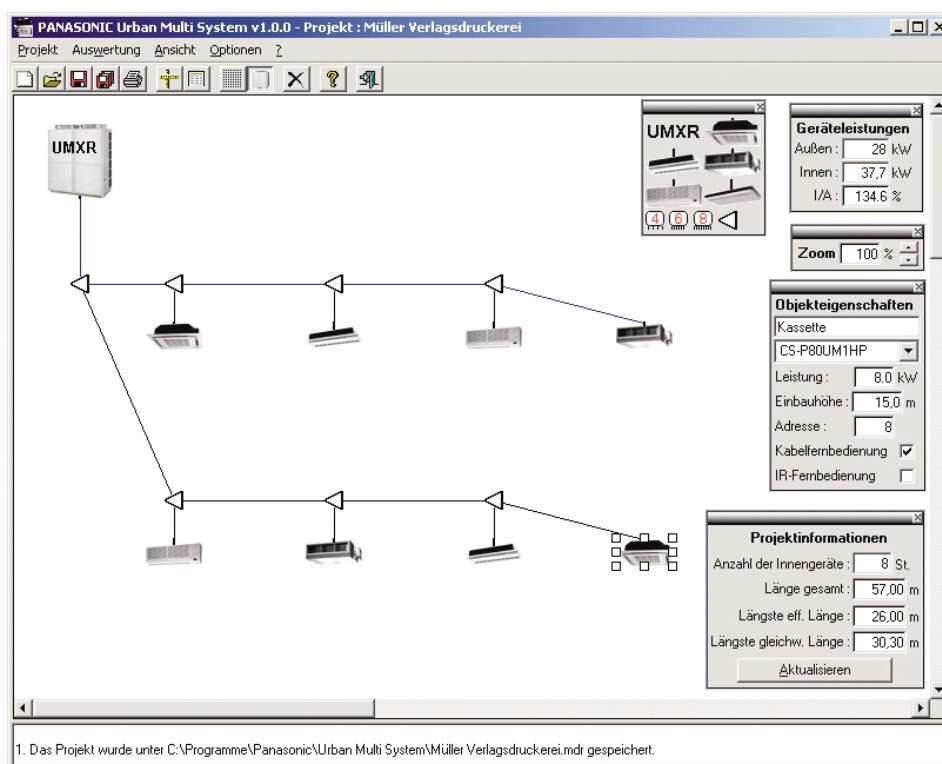 PANASONIC Urban Multi System v1.0.0 - Projekt : Müller Verlagsdruckerei
Projekt Auswertung Ansicht Optionen ?
UMXR
UMXR
4 6 8
Geräteleistungen
Außen : 28 kW
Innen : 37,7 kW
I/A : 134.6 %
Zoom 100 %
Objekteigenschaften
Kassette
CS-P80UM1HP
Leistung : 8.0 kW
Einbauhöhe : 15,0 m
Adresse : 8
Kabelfernbedienung
IR-Fernbedienung
Projektinformationen
Anzahl der Innengeräte : 8 St.
Länge gesamt : 57,00 m
Längste eff. Länge : 26,00 m
Längste gleichw. Länge : 30,30 m
Aktualisieren
1. Das Projekt wurde unter C:\Programme\Panasonic\Urban Multi System\Müller Verlagsdruckerei.mdr gespeichert.